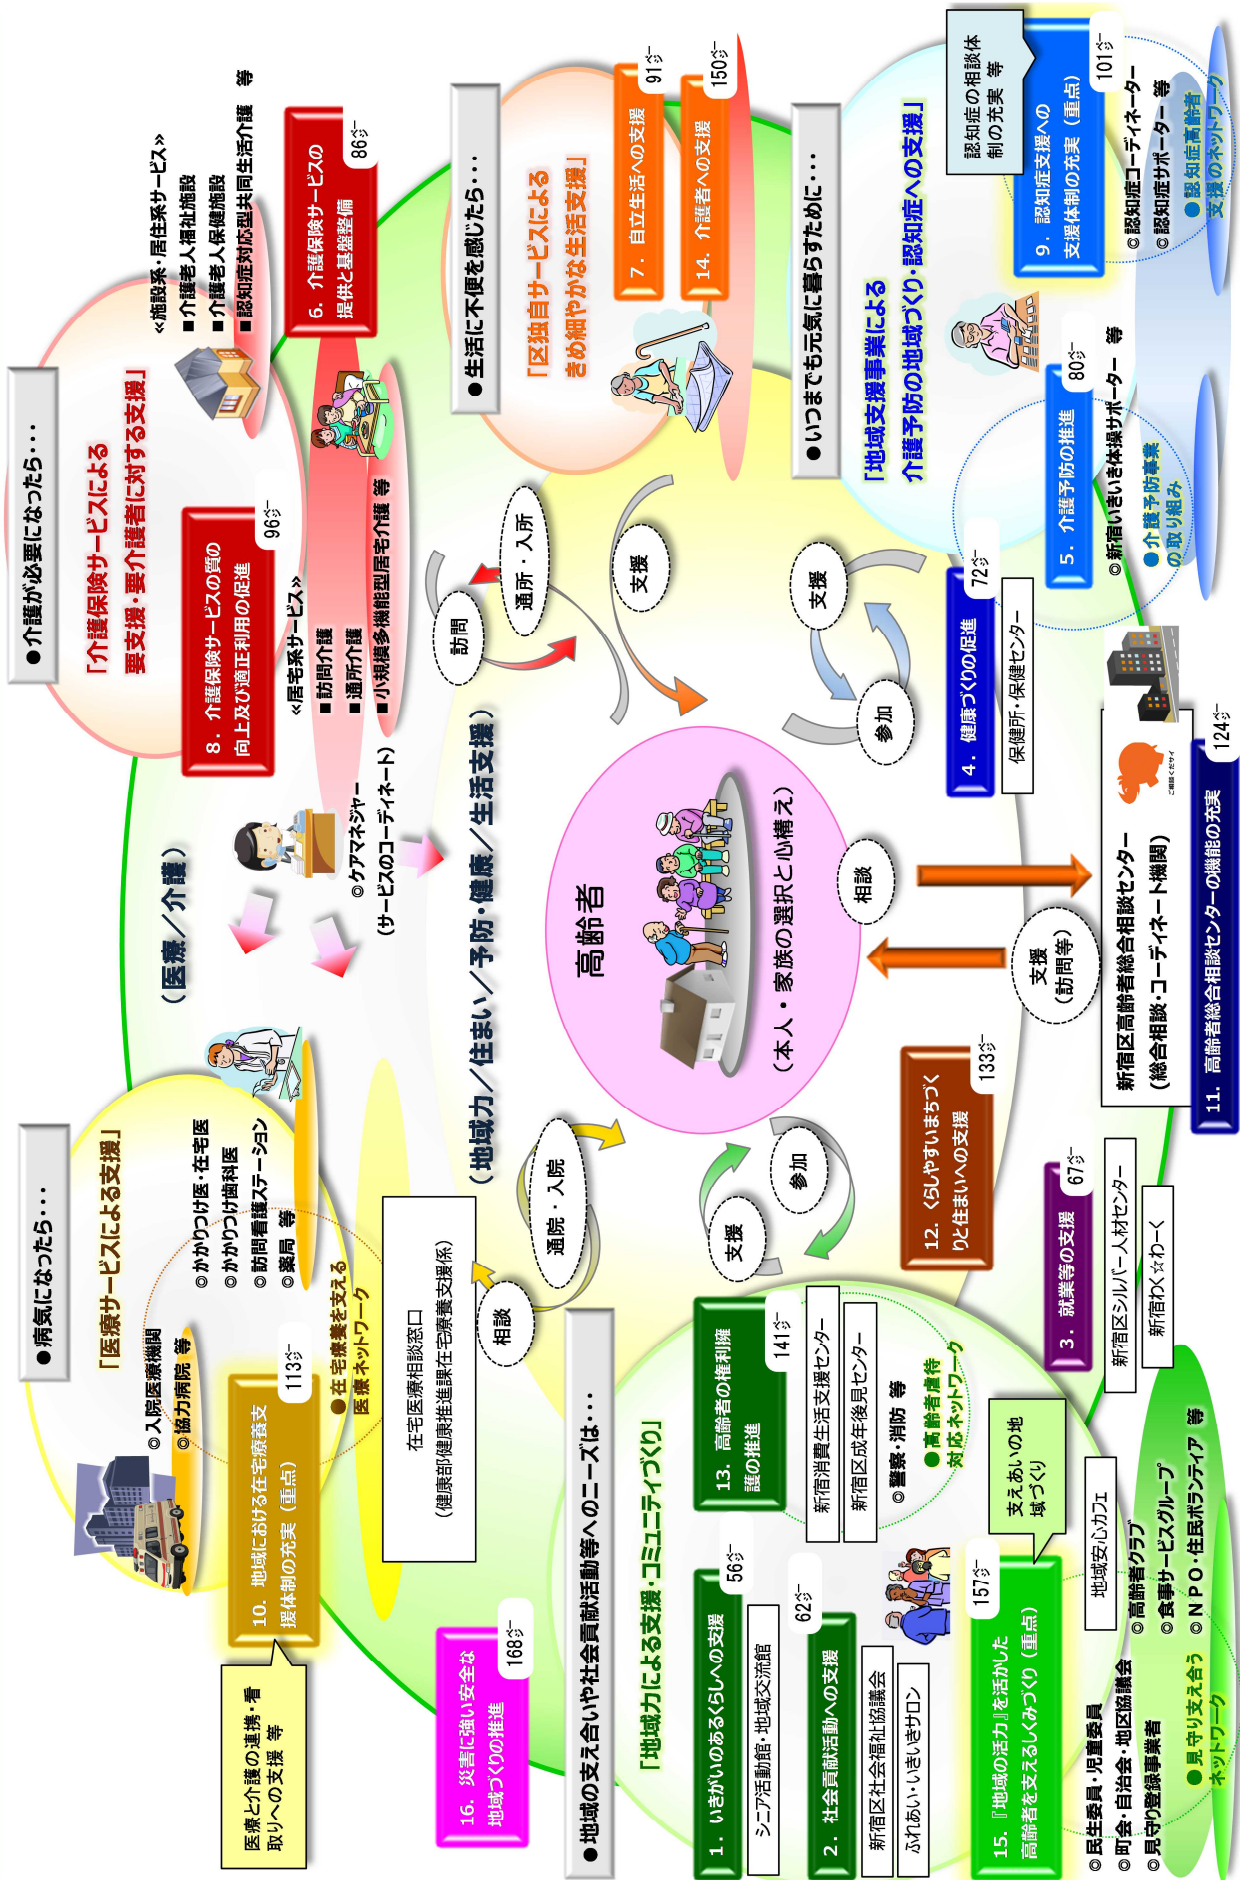 ●病気になったら･･･
「医療サービスによる支援」
◎入院医療機関
◎協力病院 等
◎かかりつけ医・在宅医
◎かかりつけ歯科医
◎訪問看護ステーション
◎薬局 等
10．地域における在宅療養支
援体制の充実（重点）
113ページ
医療と介護の連携・看
取りへの支援 等
●在宅療養を支える
医療ネットワーク
在宅医療相談窓口
（健康部健康推進課在宅療養支援係）
相談
通院・入院
16．災害に強い安全な
地域づくりの推進
168ページ
（医療／介護）
◎ケアマネジャー
（サービスのコーディネート）
●介護が必要になったら･･･
「介護保険サービスによる
要支援・要介護者に対する支援」
8．介護保険サービスの質の
向上及び適正利用の促進
96ページ
≪居宅系サービス≫
■訪問介護
■通所介護
■小規模多機能型居宅介護 等
≪施設系・居住系サービス≫
■介護老人福祉施設
■介護老人保健施設
■認知症対応型共同生活介護 等
6．介護保険サービスの
提供と基盤整備
86ページ
訪問
通所・入所
（地域力／住まい／予防・健康／生活支援）
●生活に不便を感じたら･･･
「区独自サービスによる
きめ細やかな生活支援」
7．自立生活への支援
91ページ
14．介護者への支援
150ページ
支援
高齢者
（本人・家族の選択と心構え）
●地域の支え合いや社会貢献活動等へのニーズは･･･
「地域力による支援・コミュニティづくり」
1．いきがいのあるくらしへの支援
56ページ
シニア活動館・地域交流館
2．社会貢献活動への支援
62ページ
新宿区社会福祉協議会
ふれあい・いきいきサロン
13．高齢者の権利擁
護の推進
141ページ
新宿消費生活支援センター
新宿区成年後見センター
◎警察・消防 等
●高齢者虐待
対応ネットワーク
支援
参加
15．『地域の活力』を活かした
高齢者を支えるしくみづくり（重点）
157ページ
支えあいの地
域づくり
地域安心カフェ
◎民生委員・児童委員
◎町会・自治会・地区協議会
◎見守り登録事業者
◎高齢者クラブ
◎食事サービスグループ
◎ＮＰＯ・住民ボランティア 等
●見守り支え合う
ネットワーク
12．くらしやすいまちづく
りと住まいへの支援
133ページ
3．就業等の支援
67ページ
新宿区シルバー人材センター
新宿わく☆わーく
相談
支援
（訪問等）
新宿区高齢者総合相談センター
（総合相談・コーディネート機関）
ご相談くだサイ
11．高齢者総合相談センターの機能の充実
124ページ
●いつまでも元気に暮らすために･･･
「地域支援事業による
介護予防の地域づくり・認知症への支援」
支援
参加
4．健康づくりの促進
72ページ
保健所・保健センター
5．介護予防の推進
80ページ
◎新宿いきいき体操サポーター 等
●介護予防事業
の取り組み
認知症の相談体
制の充実 等
9．認知症支援への
支援体制の充実（重点）
101ページ
◎認知症コーディネーター
◎認知症サポーター 等
●認知症高齢者
支援のネットワーク